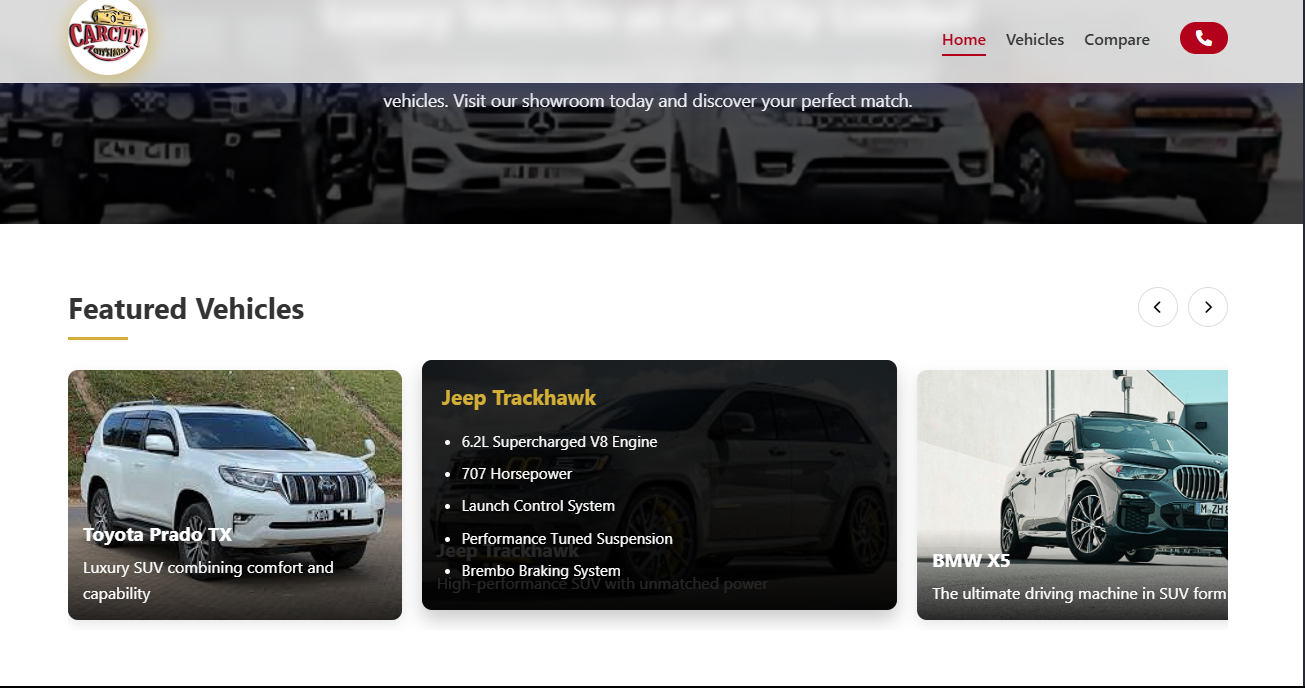 CARCITY
Home Vehicles Compare
vehicles. Visit our showroom today and discover your perfect match.
Featured Vehicles
Toyota Prado TX
Luxury SUV combining comfort and
capability
Jeep Trackhawk
6.2L Supercharged V8 Engine
707 Horsepower
Launch Control System
Performance Tuned Suspension
Jeep Trackhawk
Brembo Braking System
High-performance SUV with unmatched power
BMW X5
The ultimate driving machine in SUV form